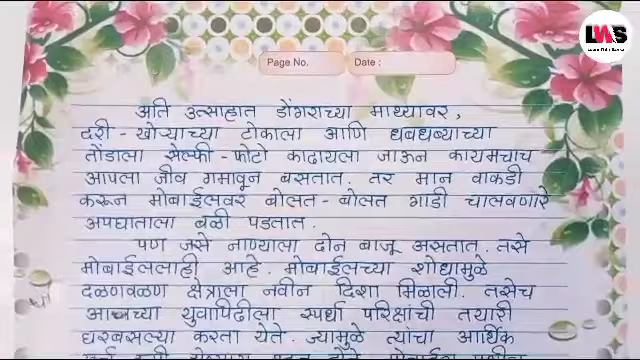 LMS
Page No.
Date :
अति उत्साहात डोंगराच्या माथ्यावर,
दरी - खोऱ्याच्या टोकाला आणि धबधब्याच्या
तोंडाला सेल्फी - फोटो काढायला जाऊन कायमचाच
आपला जीव गमावून बसतात. तर मान वाकडी
करून मोबाईलवर बोलत - बोलत गाडी चालवणारे
अपघाताला बळी पडतात.
पण जसे नाण्याला दोन बाजू असतात. तसे
मोबाईललाही आहे. मोबाईलच्या शोधामुळे
दळणवळण क्षेत्राला नवीन दिशा मिळाली. तसेच
आजच्या युवापिढीला स्पर्धा परिक्षांची तयारी
घरबसल्या करता येते. ज्यामुळे त्यांचा आर्थिक